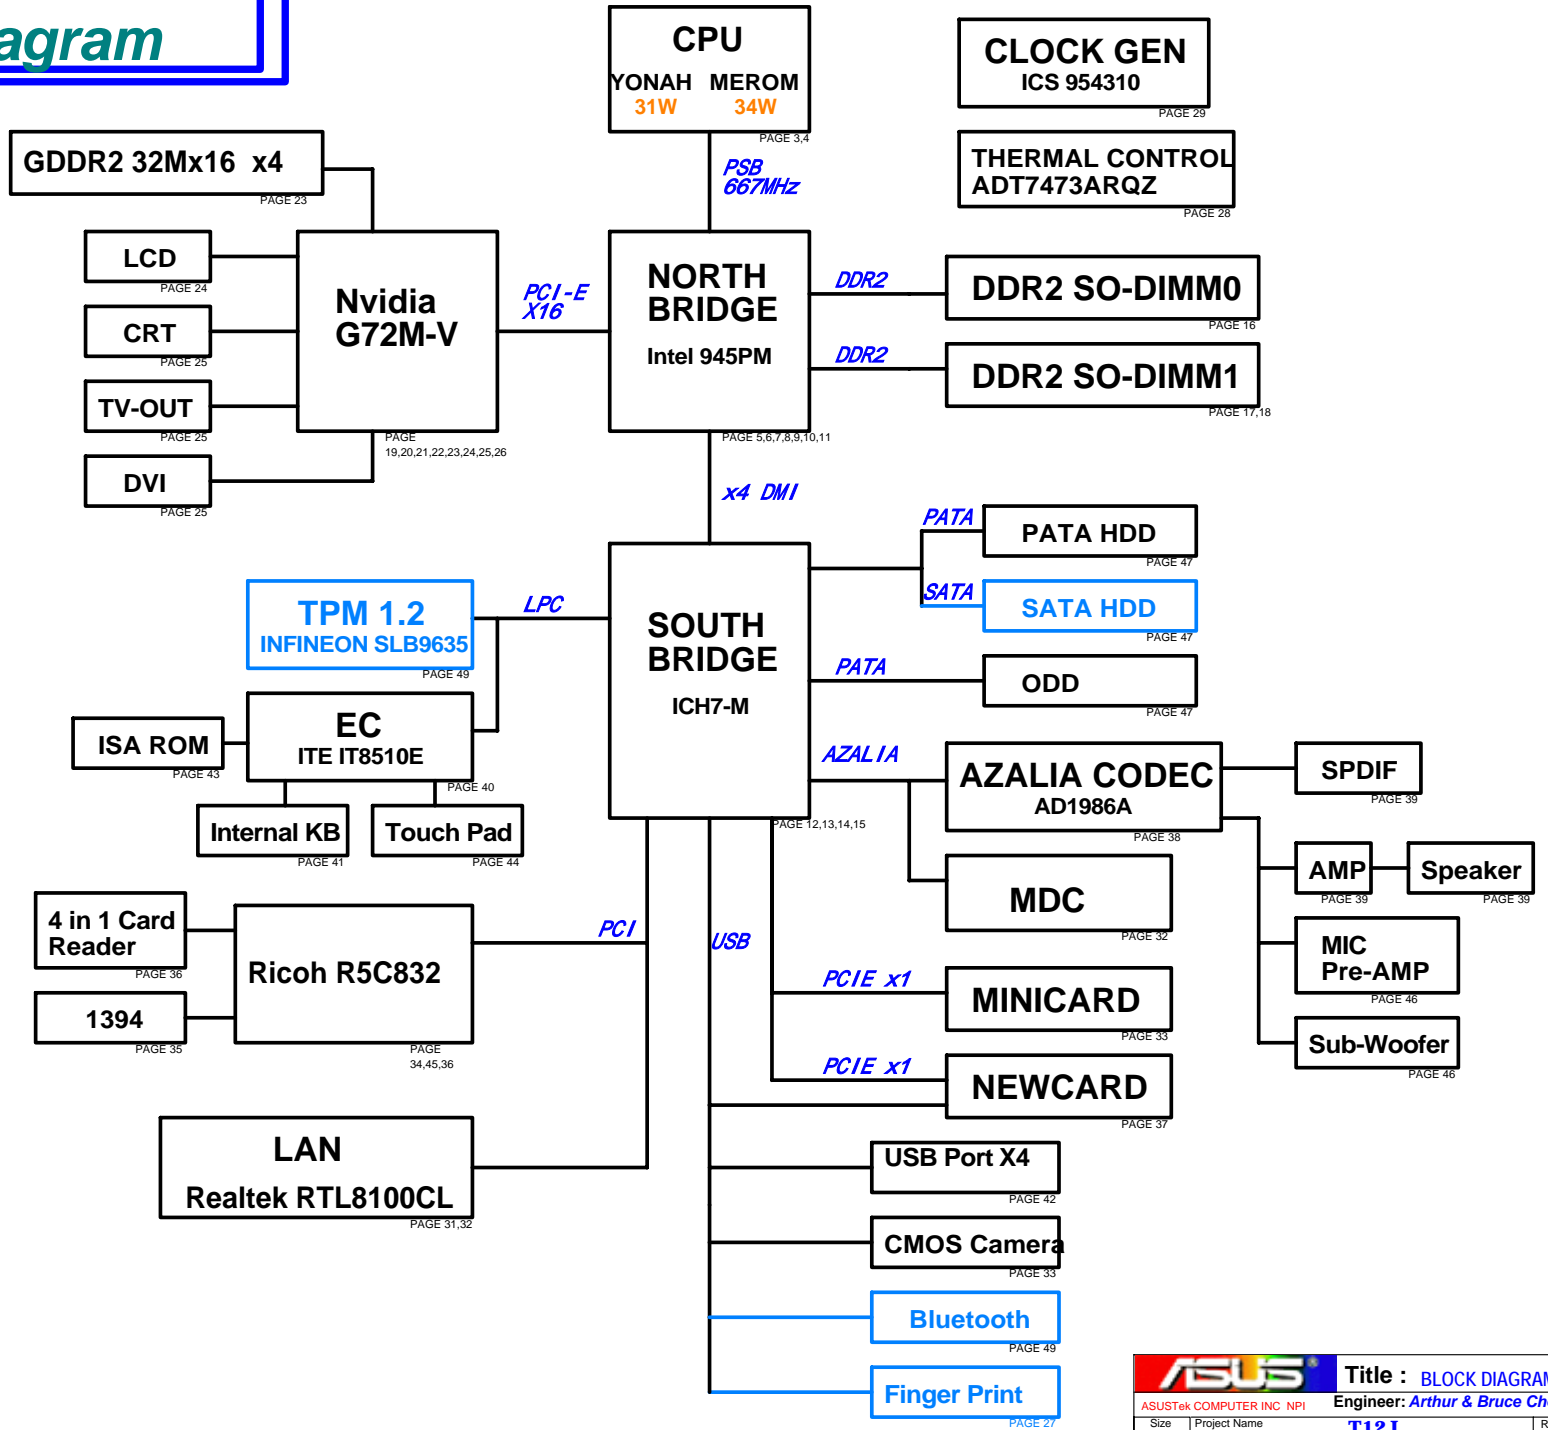 agram
CPU
YONAH MEROM
31W 34W
PAGE 3,4
CLOCK GEN
ICS 954310
PAGE 29
THERMAL CONTROL
ADT7473ARQZ
PAGE 28
GDDR2 32Mx16 x4
PAGE 23
PSB
667MHz
LCD
PAGE 24
CRT
PAGE 25
TV-OUT
PAGE 25
DVI
PAGE 25
Nvidia
G72M-V
PAGE
19,20,21,22,23,24,25,26
PCI-E
X16
NORTH
BRIDGE
Intel 945PM
PAGE 5,6,7,8,9,10,11
DDR2
DDR2 SO-DIMM0
PAGE 16
DDR2
DDR2 SO-DIMM1
PAGE 17,18
x4 DMI
PATA
PATA HDD
PAGE 47
SATA
SATA HDD
PAGE 47
TPM 1.2
INFINEON SLB9635
PAGE 49
LPC
SOUTH
BRIDGE
ICH7-M
PAGE 12,13,14,15
PATA
ODD
PAGE 47
ISA ROM
PAGE 43
EC
ITE IT8510E
PAGE 40
Internal KB
PAGE 41
Touch Pad
PAGE 44
AZALIA
AZALIA CODEC
AD1986A
PAGE 38
SPDIF
PAGE 39
AMP
PAGE 39
Speaker
PAGE 39
MDC
PAGE 32
MIC
Pre-AMP
PAGE 46
Sub-Woofer
PAGE 46
4 in 1 Card
Reader
PAGE 36
1394
PAGE 35
Ricoh R5C832
PAGE
34,45,36
PCI
USB
PCIE x1
MINICARD
PAGE 33
PCIE x1
NEWCARD
PAGE 37
LAN
Realtek RTL8100CL
PAGE 31,32
USB Port X4
PAGE 42
CMOS Camera
PAGE 33
Bluetooth
PAGE 49
Finger Print
PAGE 27
ASUS®
ASUSTek COMPUTER INC NPI
Title : BLOCK DIAGRAM
Engineer: Arthur & Bruce Ch
Size Project Name R
T12J